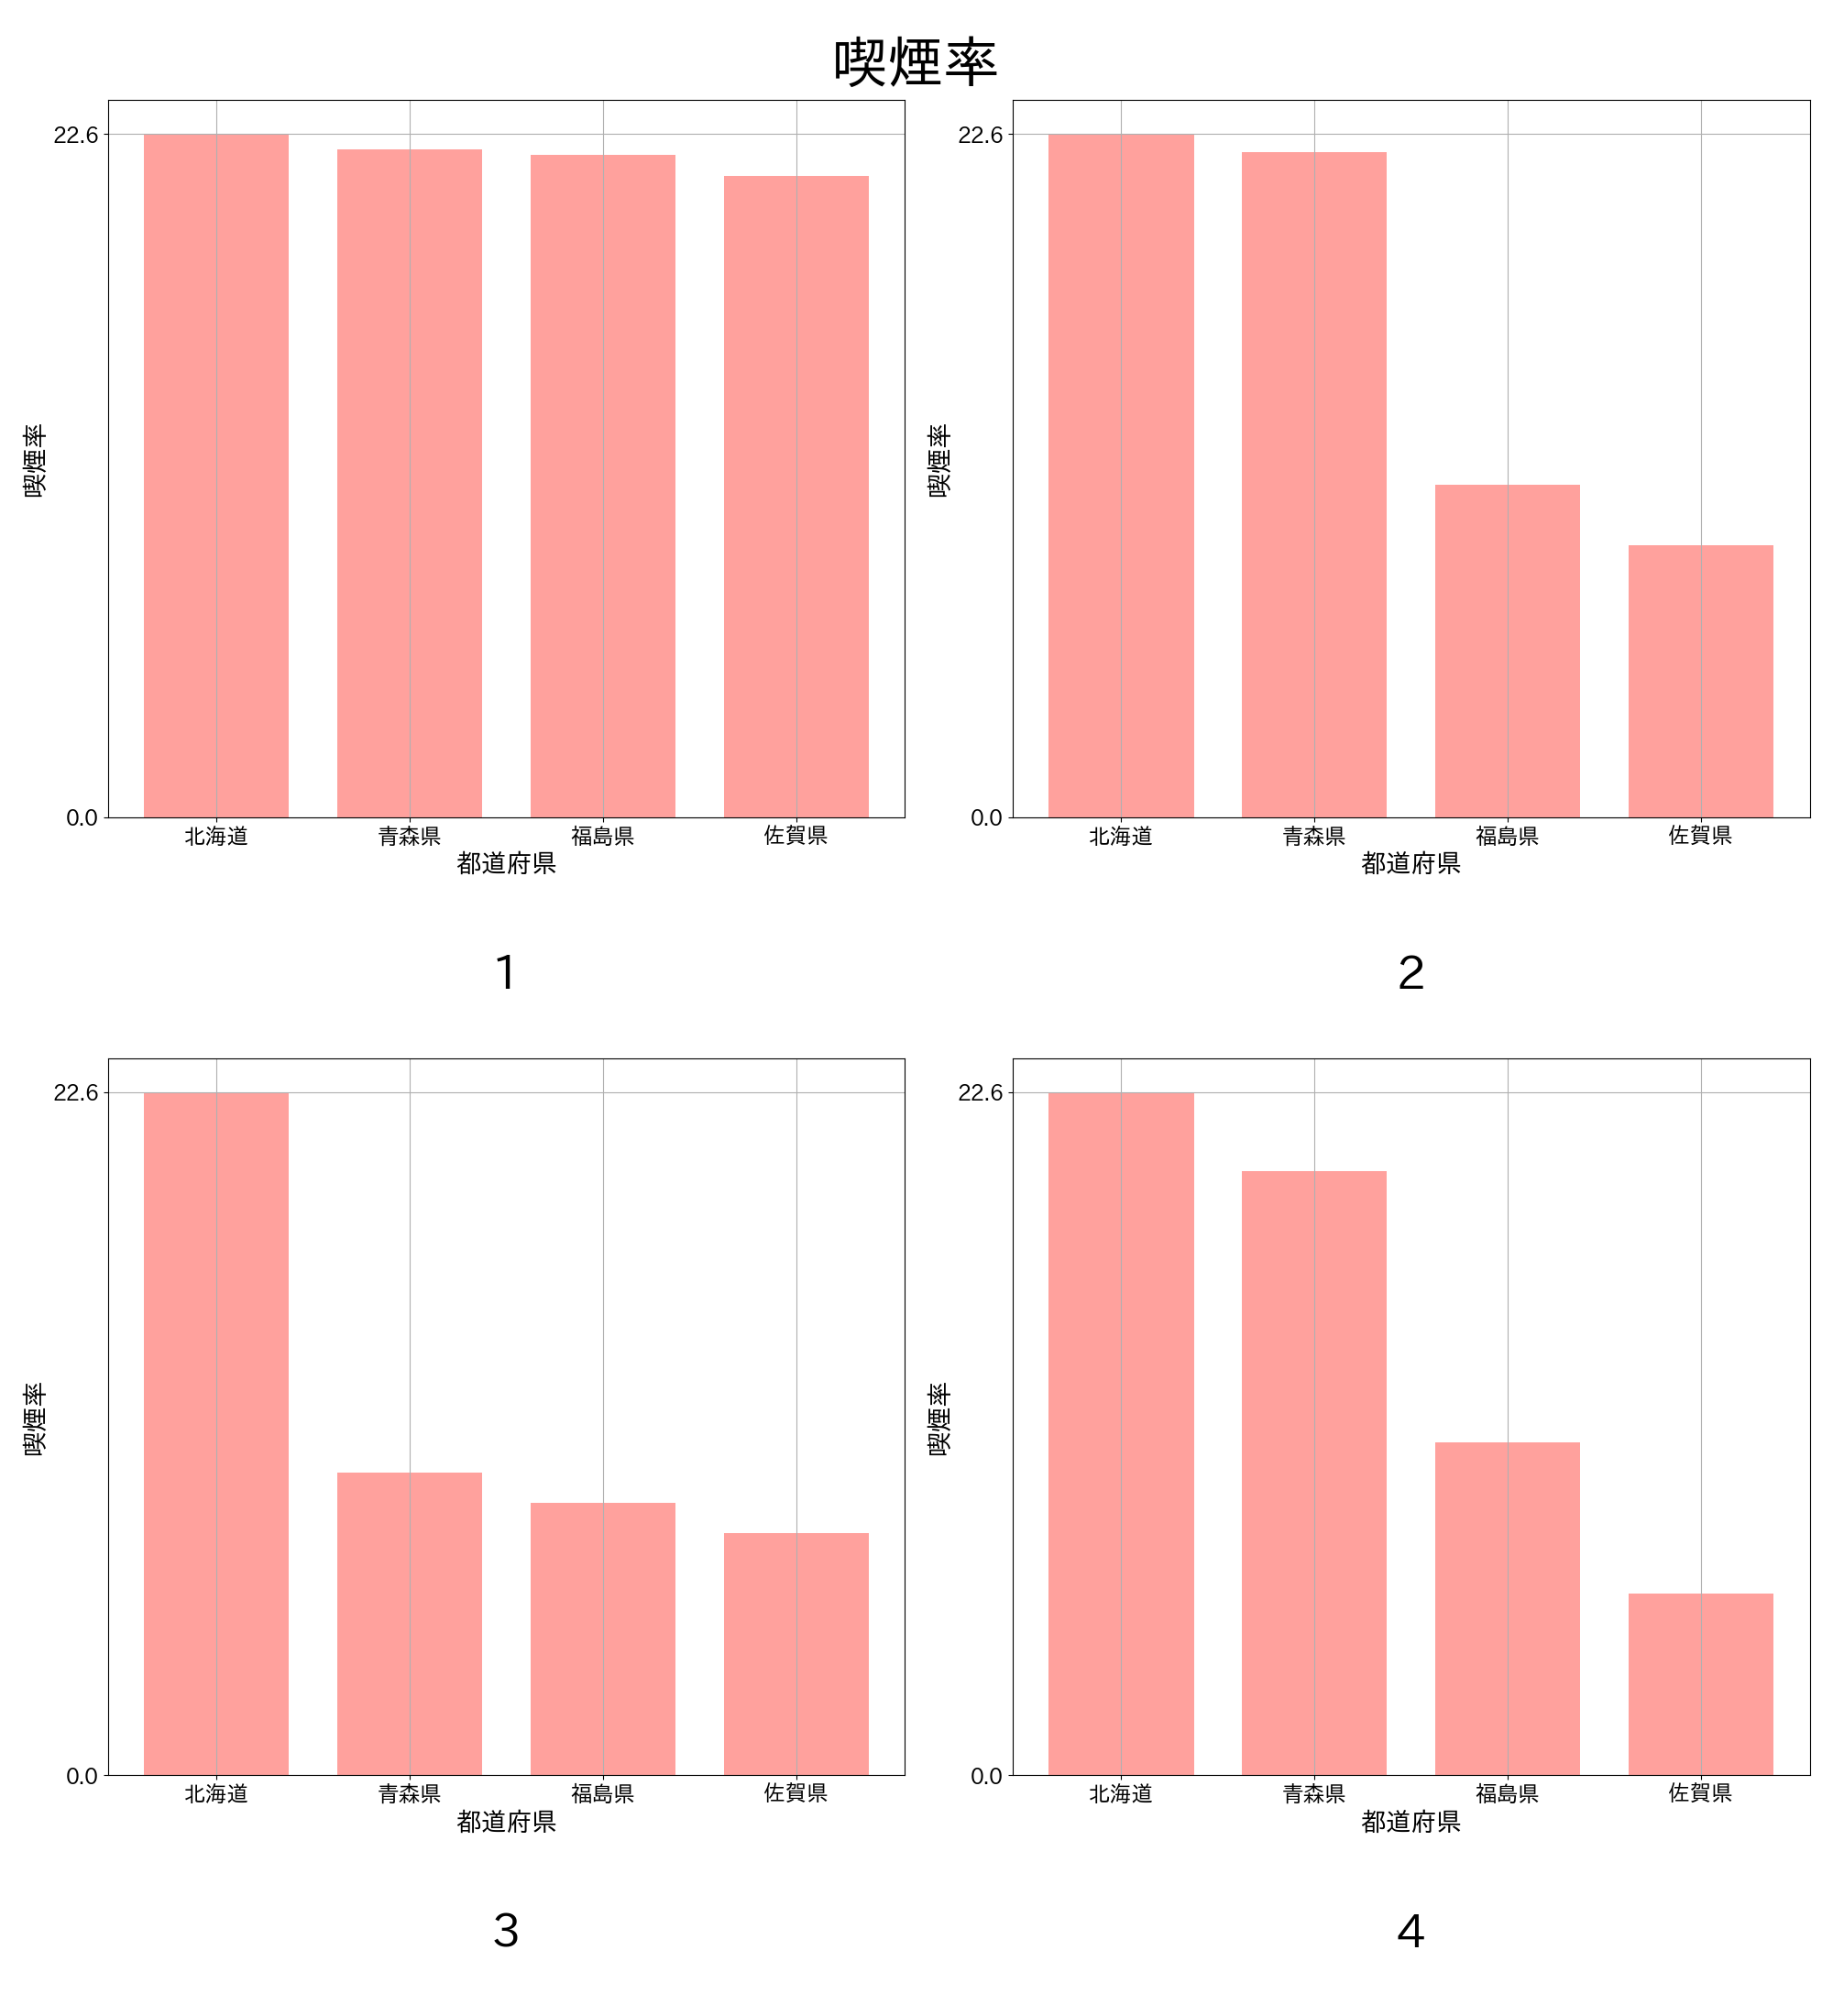 喫煙率
22.6
0.0
喫煙率
北海道 青森県 福島県 佐賀県
都道府県
1
22.6
0.0
喫煙率
北海道 青森県 福島県 佐賀県
都道府県
2
22.6
0.0
喫煙率
北海道 青森県 福島県 佐賀県
都道府県
3
22.6
0.0
喫煙率
北海道 青森県 福島県 佐賀県
都道府県
4